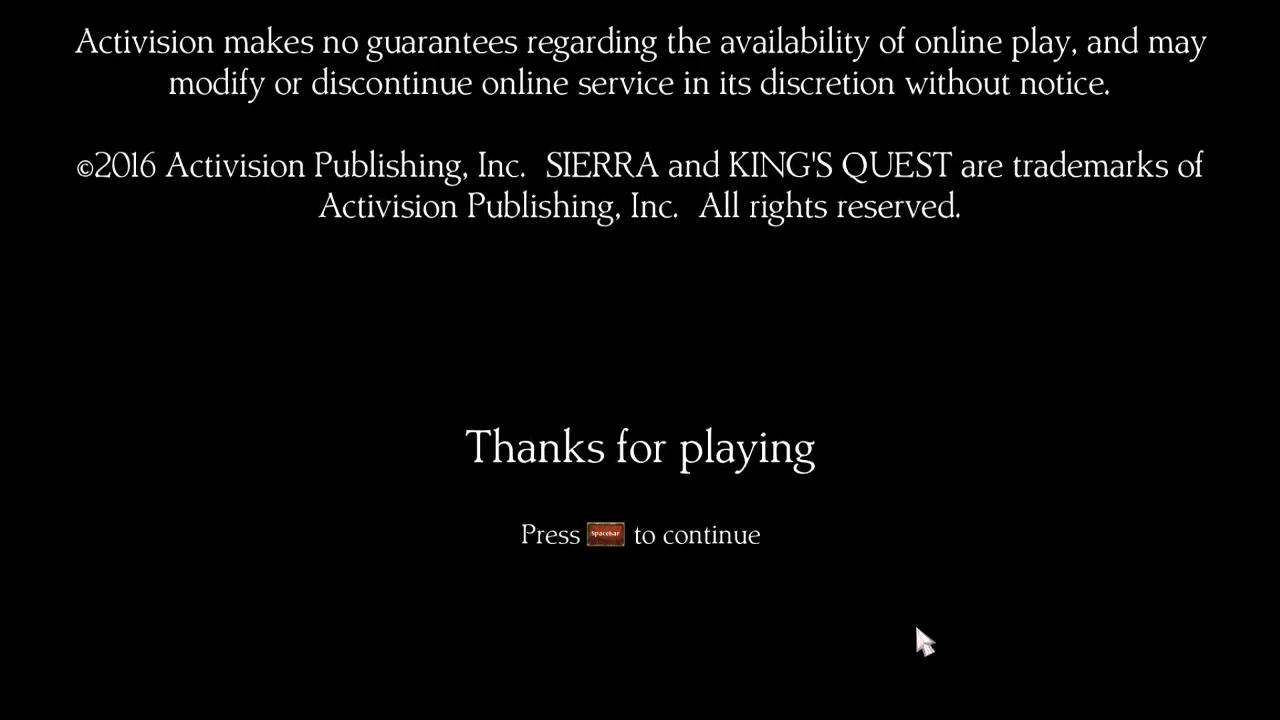 Activision makes no guarantees regarding the availability of online play, and may
modify or discontinue online service in its discretion without notice.
©2016 Activision Publishing, Inc.  SIERRA and KING'S QUEST are trademarks of
Activision Publishing, Inc.  All rights reserved.
Thanks for playing
Press Spacebar to continue